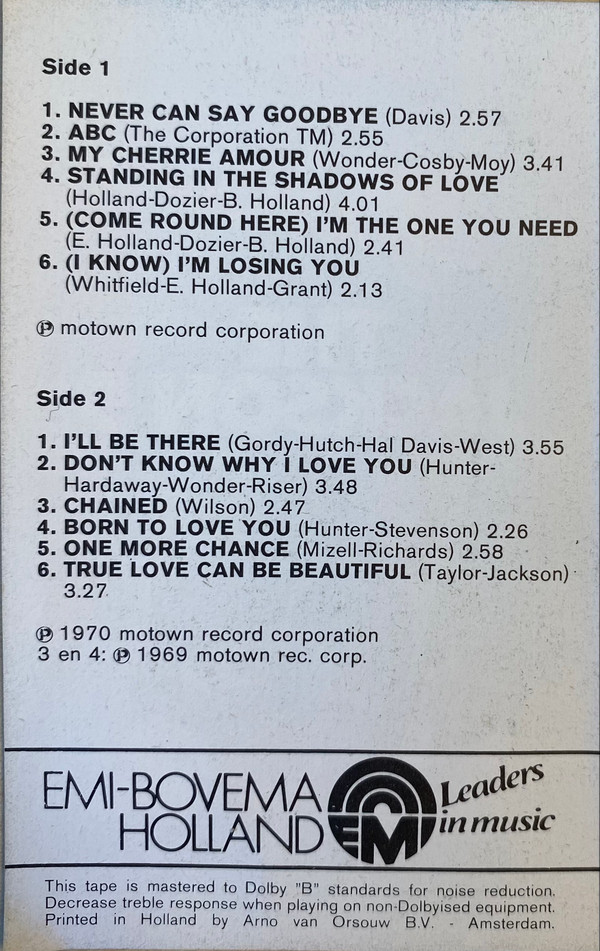 Side 1
1. NEVER CAN SAY GOODBYE (Davis) 2.57
2. ABC (The Corporation TM) 2.55
3. MY CHERRIE AMOUR (Wonder-Cosby-Moy) 3.41
4. STANDING IN THE SHADOWS OF LOVE
(Holland-Dozier-B. Holland) 4.01
5. (COME ROUND HERE) I'M THE ONE YOU NEED
(E. Holland-Dozier-B. Holland) 2.41
6. (I KNOW) I'M LOSING YOU
(Whitfield-E. Holland-Grant) 2.13
℗ motown record corporation
Side 2
1. I'LL BE THERE (Gordy-Hutch-Hal Davis-West) 3.55
2. DON'T KNOW WHY I LOVE YOU (Hunter-
Hardaway-Wonder-Riser) 3.48
3. CHAINED (Wilson) 2.47
4. BORN TO LOVE YOU (Hunter-Stevenson) 2.26
5. ONE MORE CHANCE (Mizell-Richards) 2.58
6. TRUE LOVE CAN BE BEAUTIFUL (Taylor-Jackson)
3.27
℗ 1970 motown record corporation
3 en 4: ℗ 1969 motown rec. corp.
EMI-BOVEMA
HOLLAND
EMI
Leaders
in music
This tape is mastered to Dolby "B" standards for noise reduction.
Decrease treble response when playing on non-Dolbyised equipment.
Printed in Holland by Arno van Orsouw B.V. - Amsterdam.